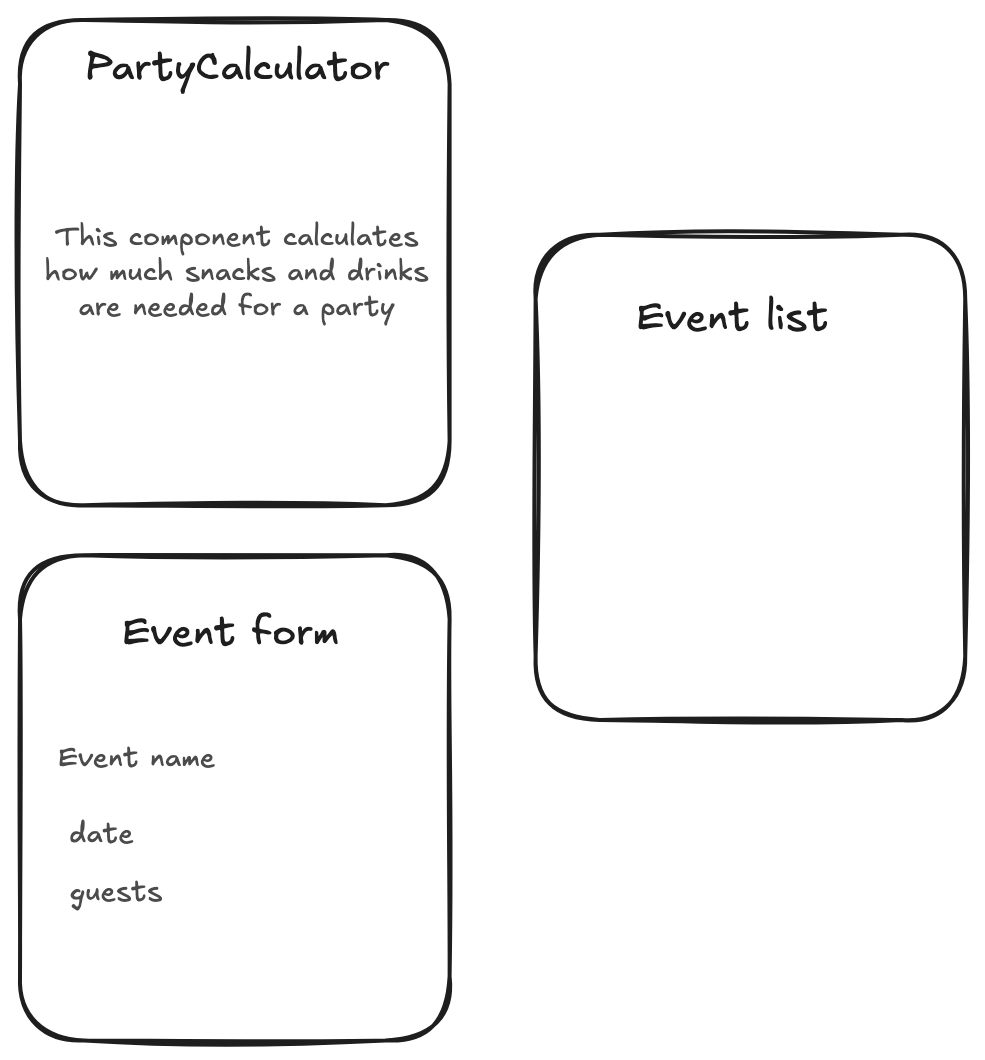 PartyCalculator
This component calculates
how much snacks and drinks
are needed for a party
Event list
Event form
Event name
date
guests